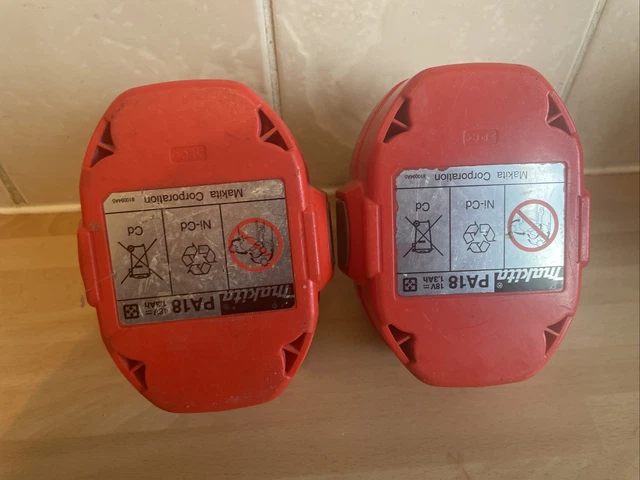 makita
PA18 18V 1.3Ah
Ni-Cd
Cd
Makita Corporation
makita®
PA18 18V 1.3Ah
Ni-Cd
Cd
Makita Corporation